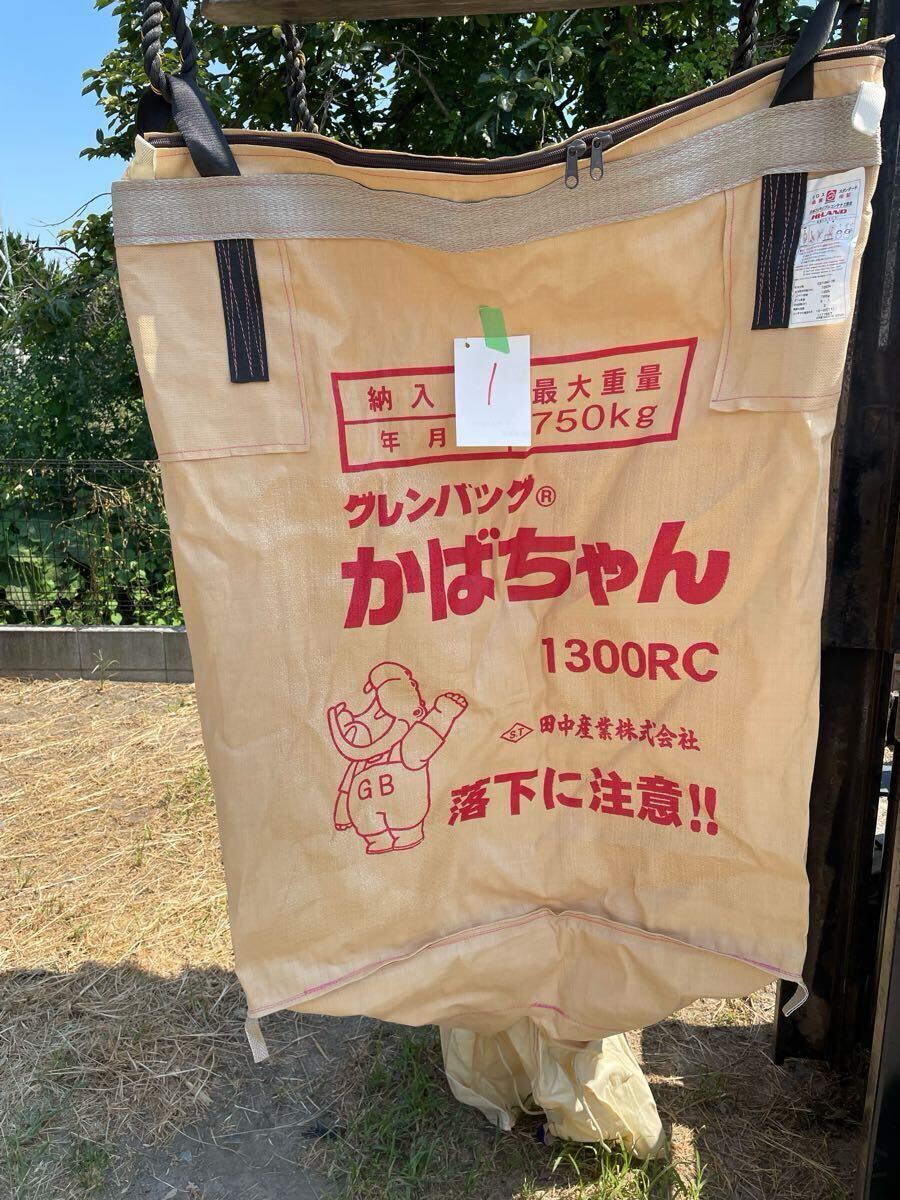 HiLAND
1
納入
最大重量
年月
750kg
グレンバッグ®
かばちゃん
1300RC
S.T
田中産業株式会社
GB
落下に注意!!